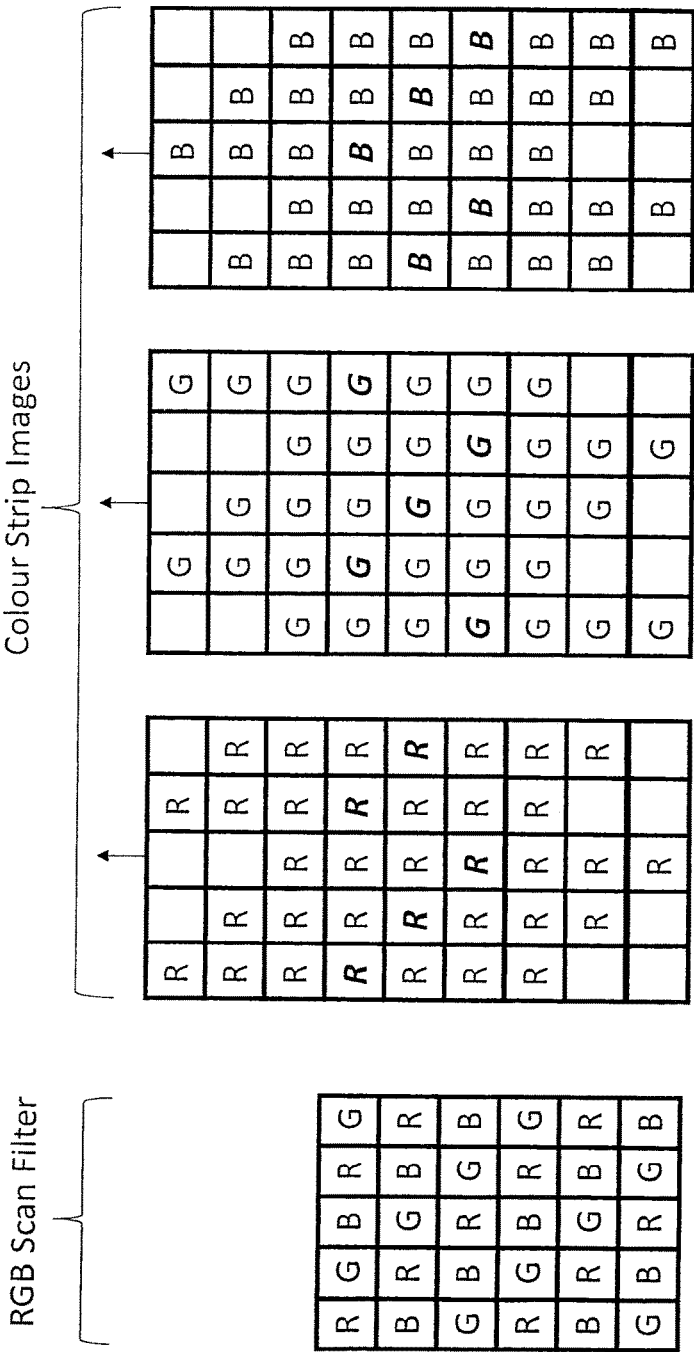 RGB Scan Filter
R G B R G
B R G B R
G B R G B
R G B R G
B R G B R
G B R G B
Colour Strip Images
R R
R R R R
R R R R R
R R R R R
R R R R R
R R R R R
R R R R R
R R R
R
G G
G G G
G G G G G
G G G G G
G G G G G
G G G G G
G G G G G
G G G
G G
B
B B B
B B B B B
B B B B B
B B B B B
B B B B B
B B B B B
B B B B
B B